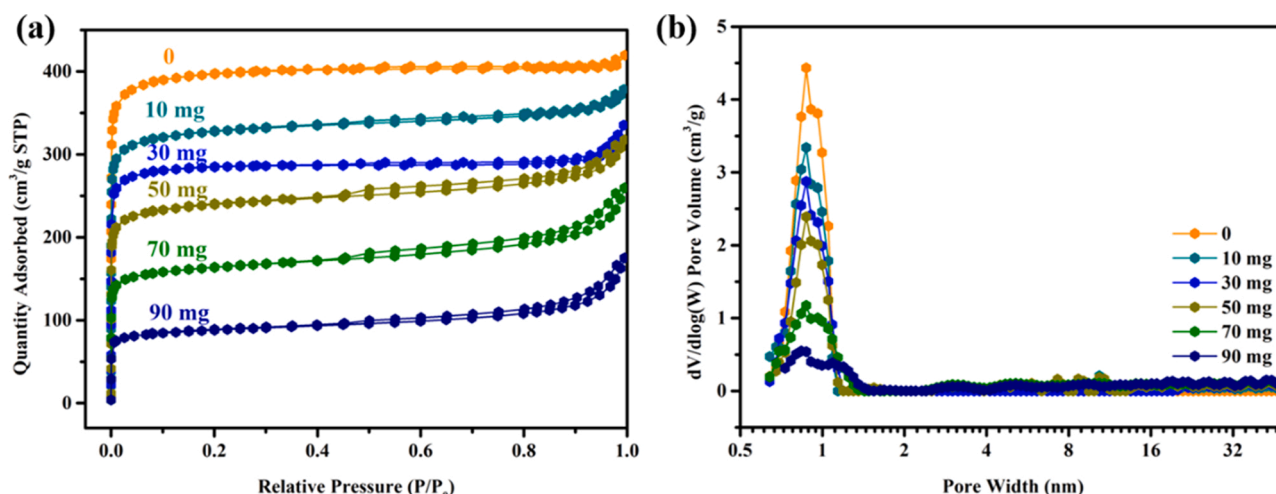 (a)
0
10 mg
30 mg
50 mg
70 mg
90 mg
Quantity Adsorbed (cm³/g STP)
400
300
200
100
0
0.0 0.2 0.4 0.6 0.8 1.0
Relative Pressure (P/P₀)
(b)
dV/dlog(W) Pore Volume (cm³/g)
5
4
3
2
1
0
0
10 mg
30 mg
50 mg
70 mg
90 mg
0.5 1 2 4 8 16 32
Pore Width (nm)